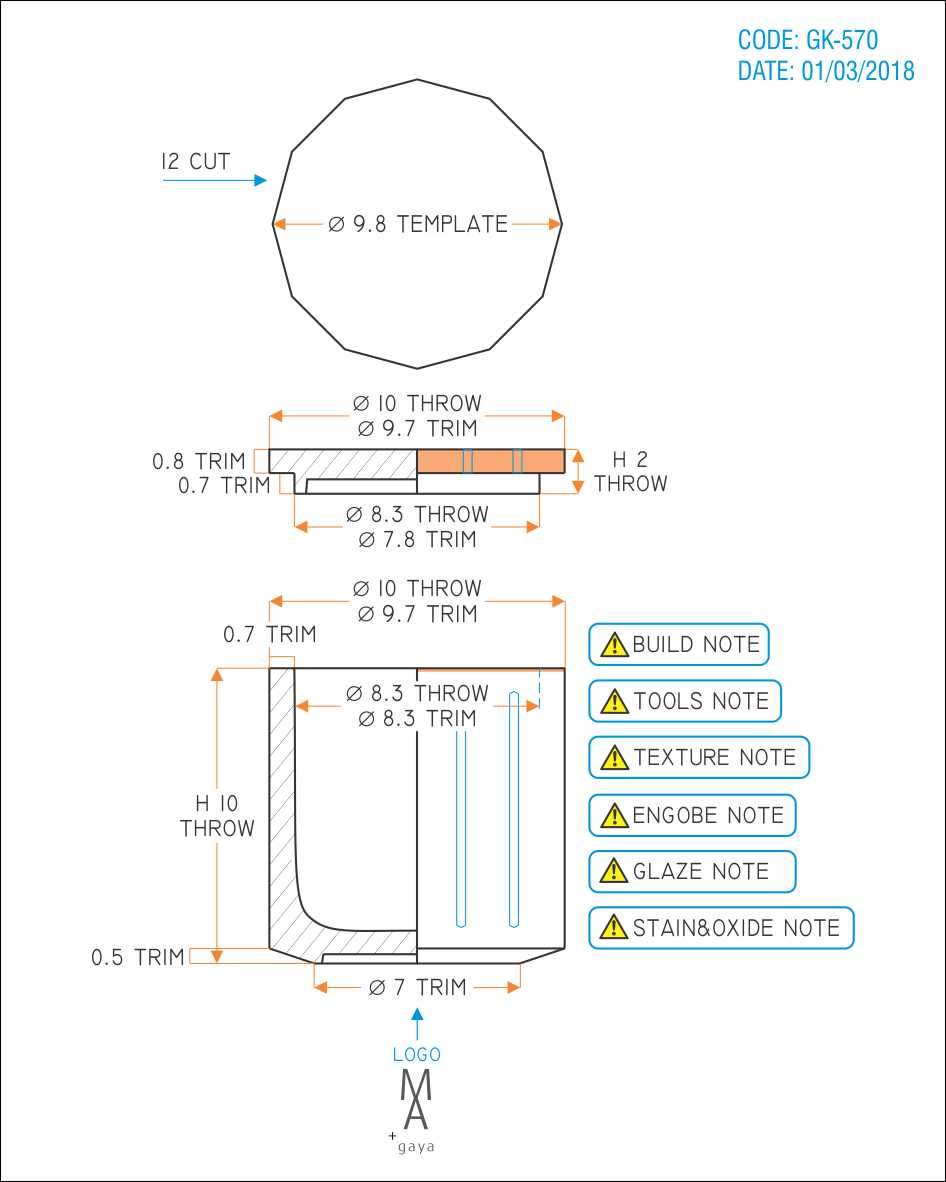 CODE: GK-570
DATE: 01/03/2018
12 CUT
Ø 9.8 TEMPLATE
Ø 10 THROW
Ø 9.7 TRIM
0.8 TRIM
0.7 TRIM
H 2
THROW
Ø 8.3 THROW
Ø 7.8 TRIM
Ø 10 THROW
Ø 9.7 TRIM
0.7 TRIM
Ø 8.3 THROW
Ø 8.3 TRIM
H 10
THROW
0.5 TRIM
Ø 7 TRIM
BUILD NOTE
TOOLS NOTE
TEXTURE NOTE
ENGOBE NOTE
GLAZE NOTE
STAIN&OXIDE NOTE
LOGO
M
A
+
gaya